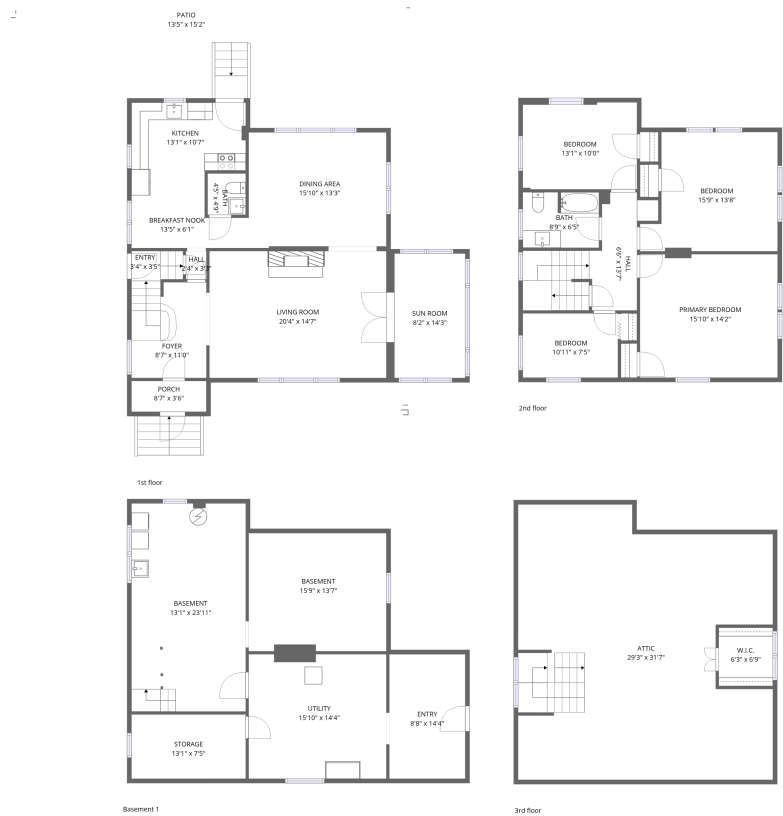 PATIO
13'5" x 15'2"
KITCHEN
13'1" x 10'7"
BATH
4'5" x 4'9"
DINING AREA
15'10" x 13'3"
BREAKFAST NOOK
13'5" x 6'1"
ENTRY
3'4" x 3'5"
HALL
2'4" x 3'3"
LIVING ROOM
20'4" x 14'7"
SUN ROOM
8'2" x 14'3"
FOYER
8'7" x 11'0"
PORCH
8'7" x 3'6"
1st floor
BEDROOM
13'1" x 10'0"
BEDROOM
15'9" x 13'8"
BATH
8'9" x 6'5"
HALL
6'6" x 13'7"
PRIMARY BEDROOM
15'10" x 14'2"
BEDROOM
10'11" x 7'5"
2nd floor
BASEMENT
13'1" x 23'11"
BASEMENT
15'9" x 13'7"
UTILITY
15'10" x 14'4"
ENTRY
8'8" x 14'4"
STORAGE
13'1" x 7'5"
Basement 1
ATTIC
29'3" x 31'7"
W.I.C.
6'3" x 6'9"
3rd floor